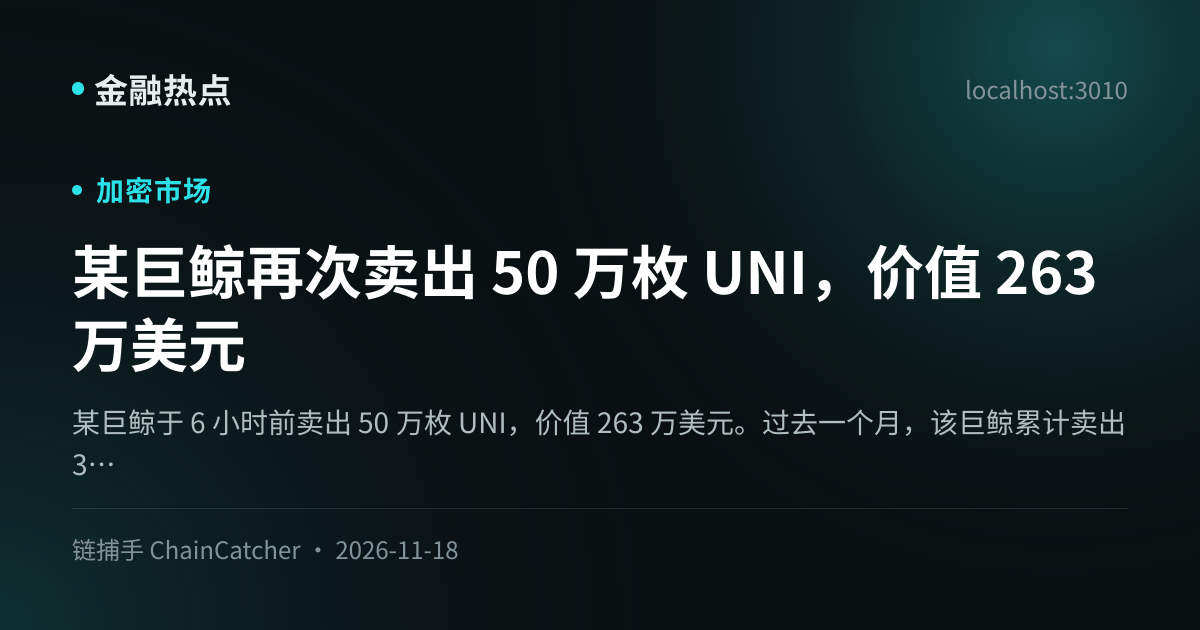 金融热点
localhost:3010
加密市场
某巨鲸再次卖出 50 万枚 UNI，价值 263
万美元
某巨鲸于 6 小时前卖出 50 万枚 UNI，价值 263 万美元。过去一个月，该巨鲸累计卖出
3…
链捕手 ChainCatcher · 2026-11-18